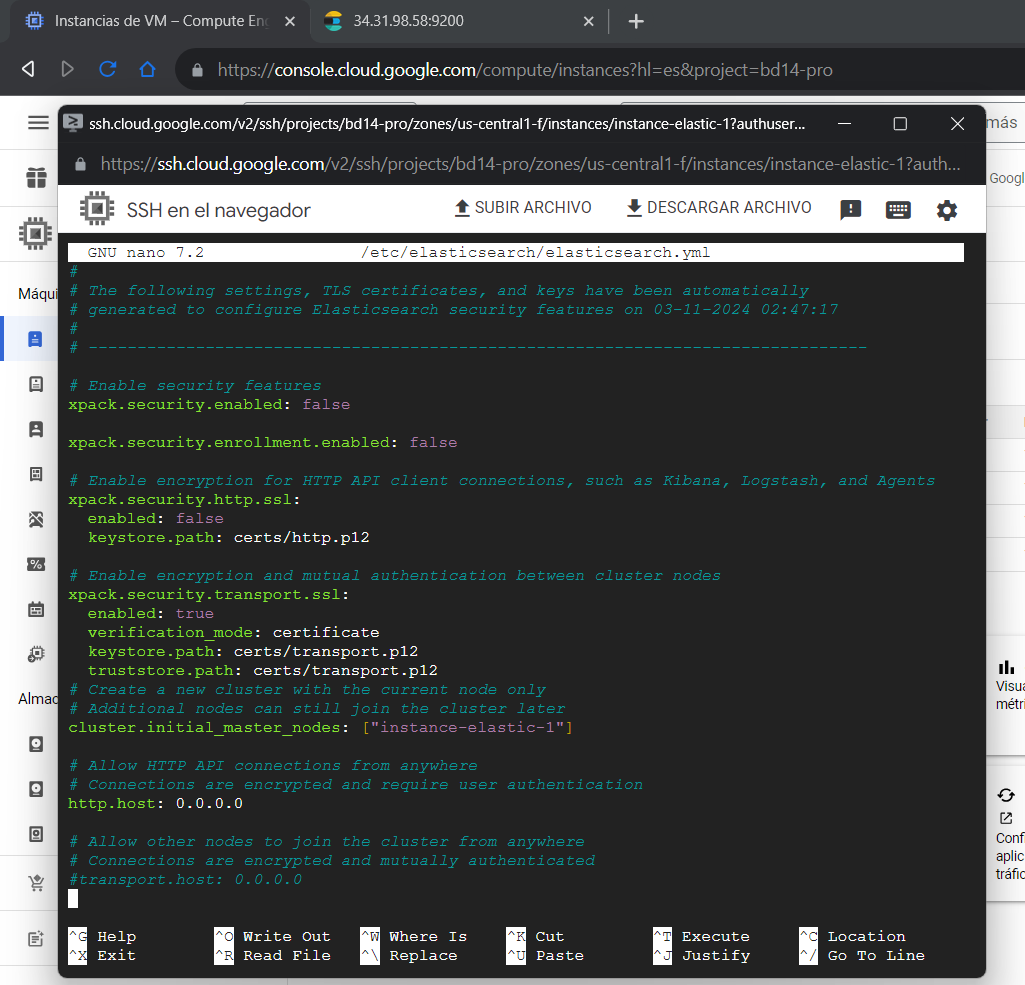 Instancias de VM – Compute Eng
34.31.98.58:9200
https://console.cloud.google.com/compute/instances?hl=es&project=bd14-pro
ssh.cloud.google.com/v2/ssh/projects/bd14-pro/zones/us-central1-f/instances/instance-elastic-1?authuser...
más
https://ssh.cloud.google.com/v2/ssh/projects/bd14-pro/zones/us-central1-f/instances/instance-elastic-1?auth...
Googl
SSH en el navegador
SUBIR ARCHIVO
DESCARGAR ARCHIVO
GNU nano 7.2 /etc/elasticsearch/elasticsearch.yml
#
# The following settings, TLS certificates, and keys have been automatically
# generated to configure Elasticsearch security features on 03-11-2024 02:47:17
#
# --------------------------------------------------------------------------------
# Enable security features
xpack.security.enabled: false
xpack.security.enrollment.enabled: false
# Enable encryption for HTTP API client connections, such as Kibana, Logstash, and Agents
xpack.security.http.ssl:
enabled: false
keystore.path: certs/http.p12
# Enable encryption and mutual authentication between cluster nodes
xpack.security.transport.ssl:
enabled: true
verification_mode: certificate
keystore.path: certs/transport.p12
truststore.path: certs/transport.p12
# Create a new cluster with the current node only
# Additional nodes can still join the cluster later
cluster.initial_master_nodes: ["instance-elastic-1"]
# Allow HTTP API connections from anywhere
# Connections are encrypted and require user authentication
http.host: 0.0.0.0
# Allow other nodes to join the cluster from anywhere
# Connections are encrypted and mutually authenticated
#transport.host: 0.0.0.0
^G Help ^O Write Out ^W Where Is ^K Cut ^T Execute ^C Location
^X Exit ^R Read File ^\ Replace ^U Paste ^J Justify ^/ Go To Line
Máqui
Almac
Visua
métri
Confi
aplic
tráfic